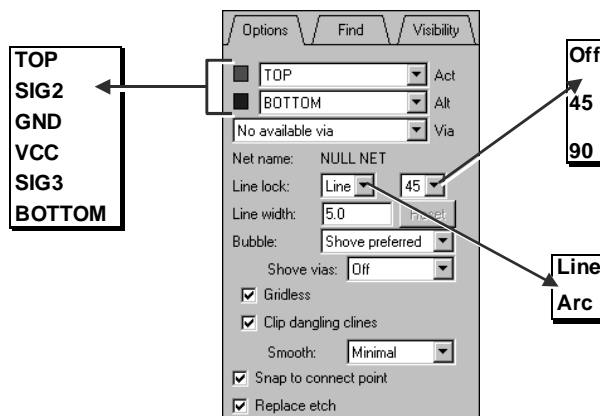 Options Find Visibility
TOP
SIG2
GND
VCC
SIG3
BOTTOM
TOP Act
BOTTOM Alt
No available via Via
Net name: NULL NET
Line lock: Line 45
Line width: 5.0 Reset
Bubble: Shove preferred
Shove vias: Off
Gridless
Clip dangling clines
Smooth: Minimal
Snap to connect point
Replace etch
Off
45
90
Line
Arc